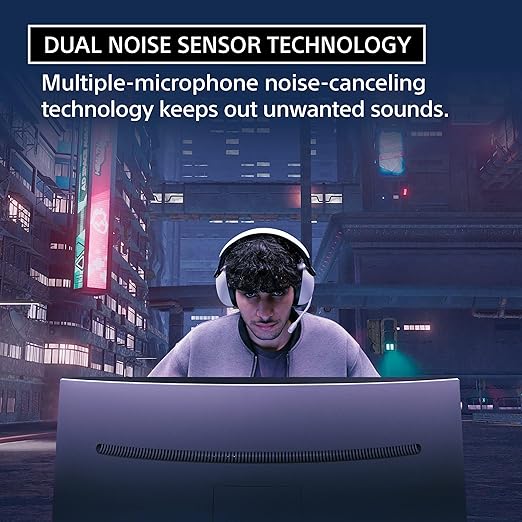 DUAL NOISE SENSOR TECHNOLOGY
Multiple-microphone noise-canceling
technology keeps out unwanted sounds.